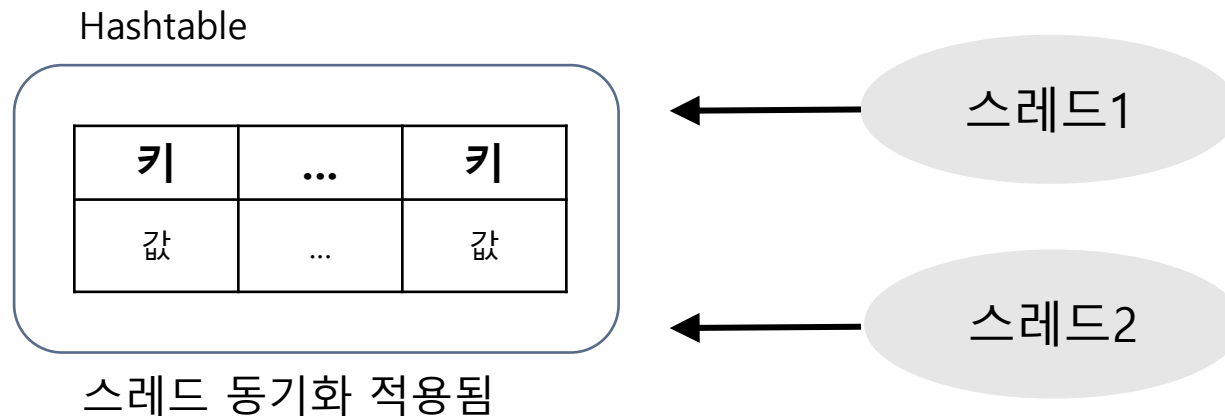 Hashtable
키 ... 키
값 ... 값
스레드 동기화 적용됨
스레드1
스레드2